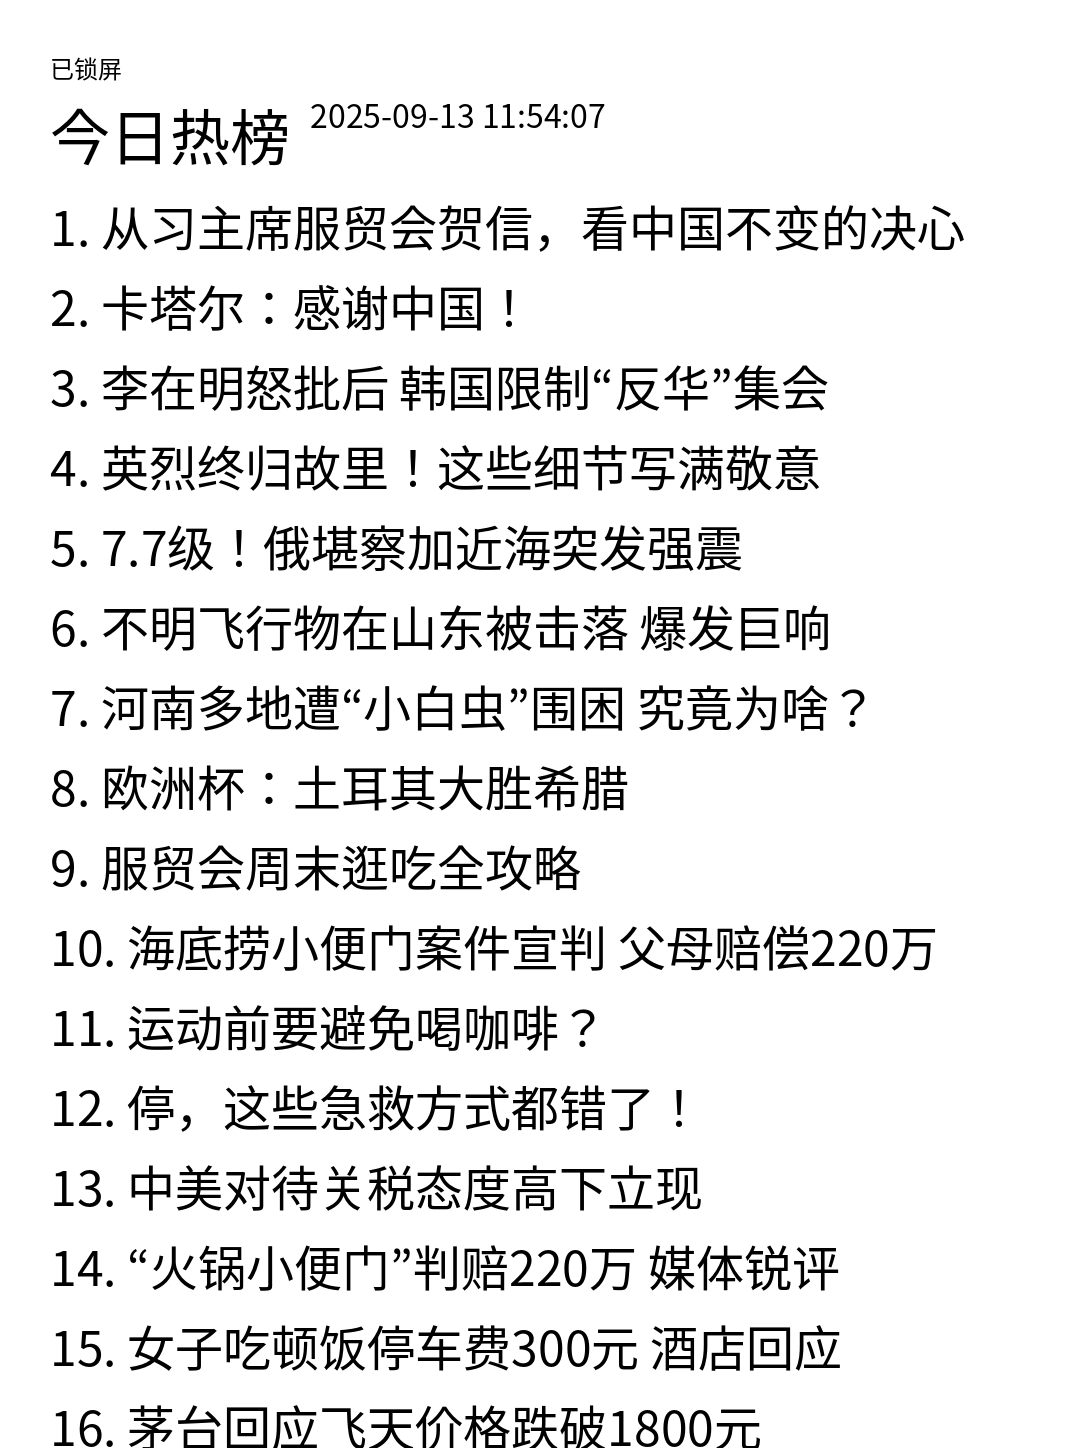 已锁屏
今日热榜 2025-09-13 11:54:07
1. 从习主席服贸会贺信，看中国不变的决心
2. 卡塔尔：感谢中国！
3. 李在明怒批后 韩国限制“反华”集会
4. 英烈终归故里！这些细节写满敬意
5. 7.7级！俄堪察加近海突发强震
6. 不明飞行物在山东被击落 爆发巨响
7. 河南多地遭“小白虫”围困 究竟为啥？
8. 欧洲杯：土耳其大胜希腊
9. 服贸会周末逛吃全攻略
10. 海底捞小便门案件宣判 父母赔偿220万
11. 运动前要避免喝咖啡？
12. 停，这些急救方式都错了！
13. 中美对待关税态度高下立现
14. “火锅小便门”判赔220万 媒体锐评
15. 女子吃顿饭停车费300元 酒店回应
16. 茅台回应飞天价格跌破1800元